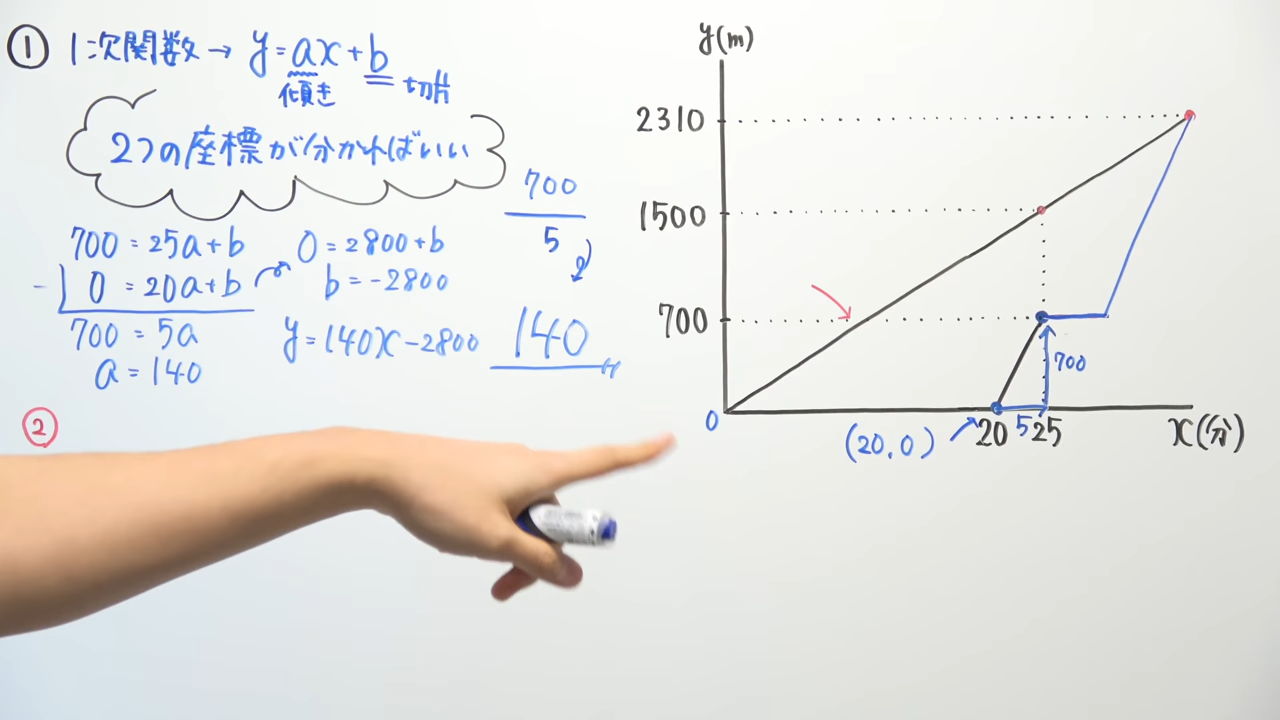 ① 1次関数→ y=ax+b
傾き 切片
2つの座標が分かればいい
700 = 25a+b
- 0 = 20a+b
700 = 5a
a = 140
0 = 2800+b
b = -2800
y = 140x-2800
700
5
140
②
y(m)
2310
1500
700
700
0
(20,0)
20 5 25
x(分)